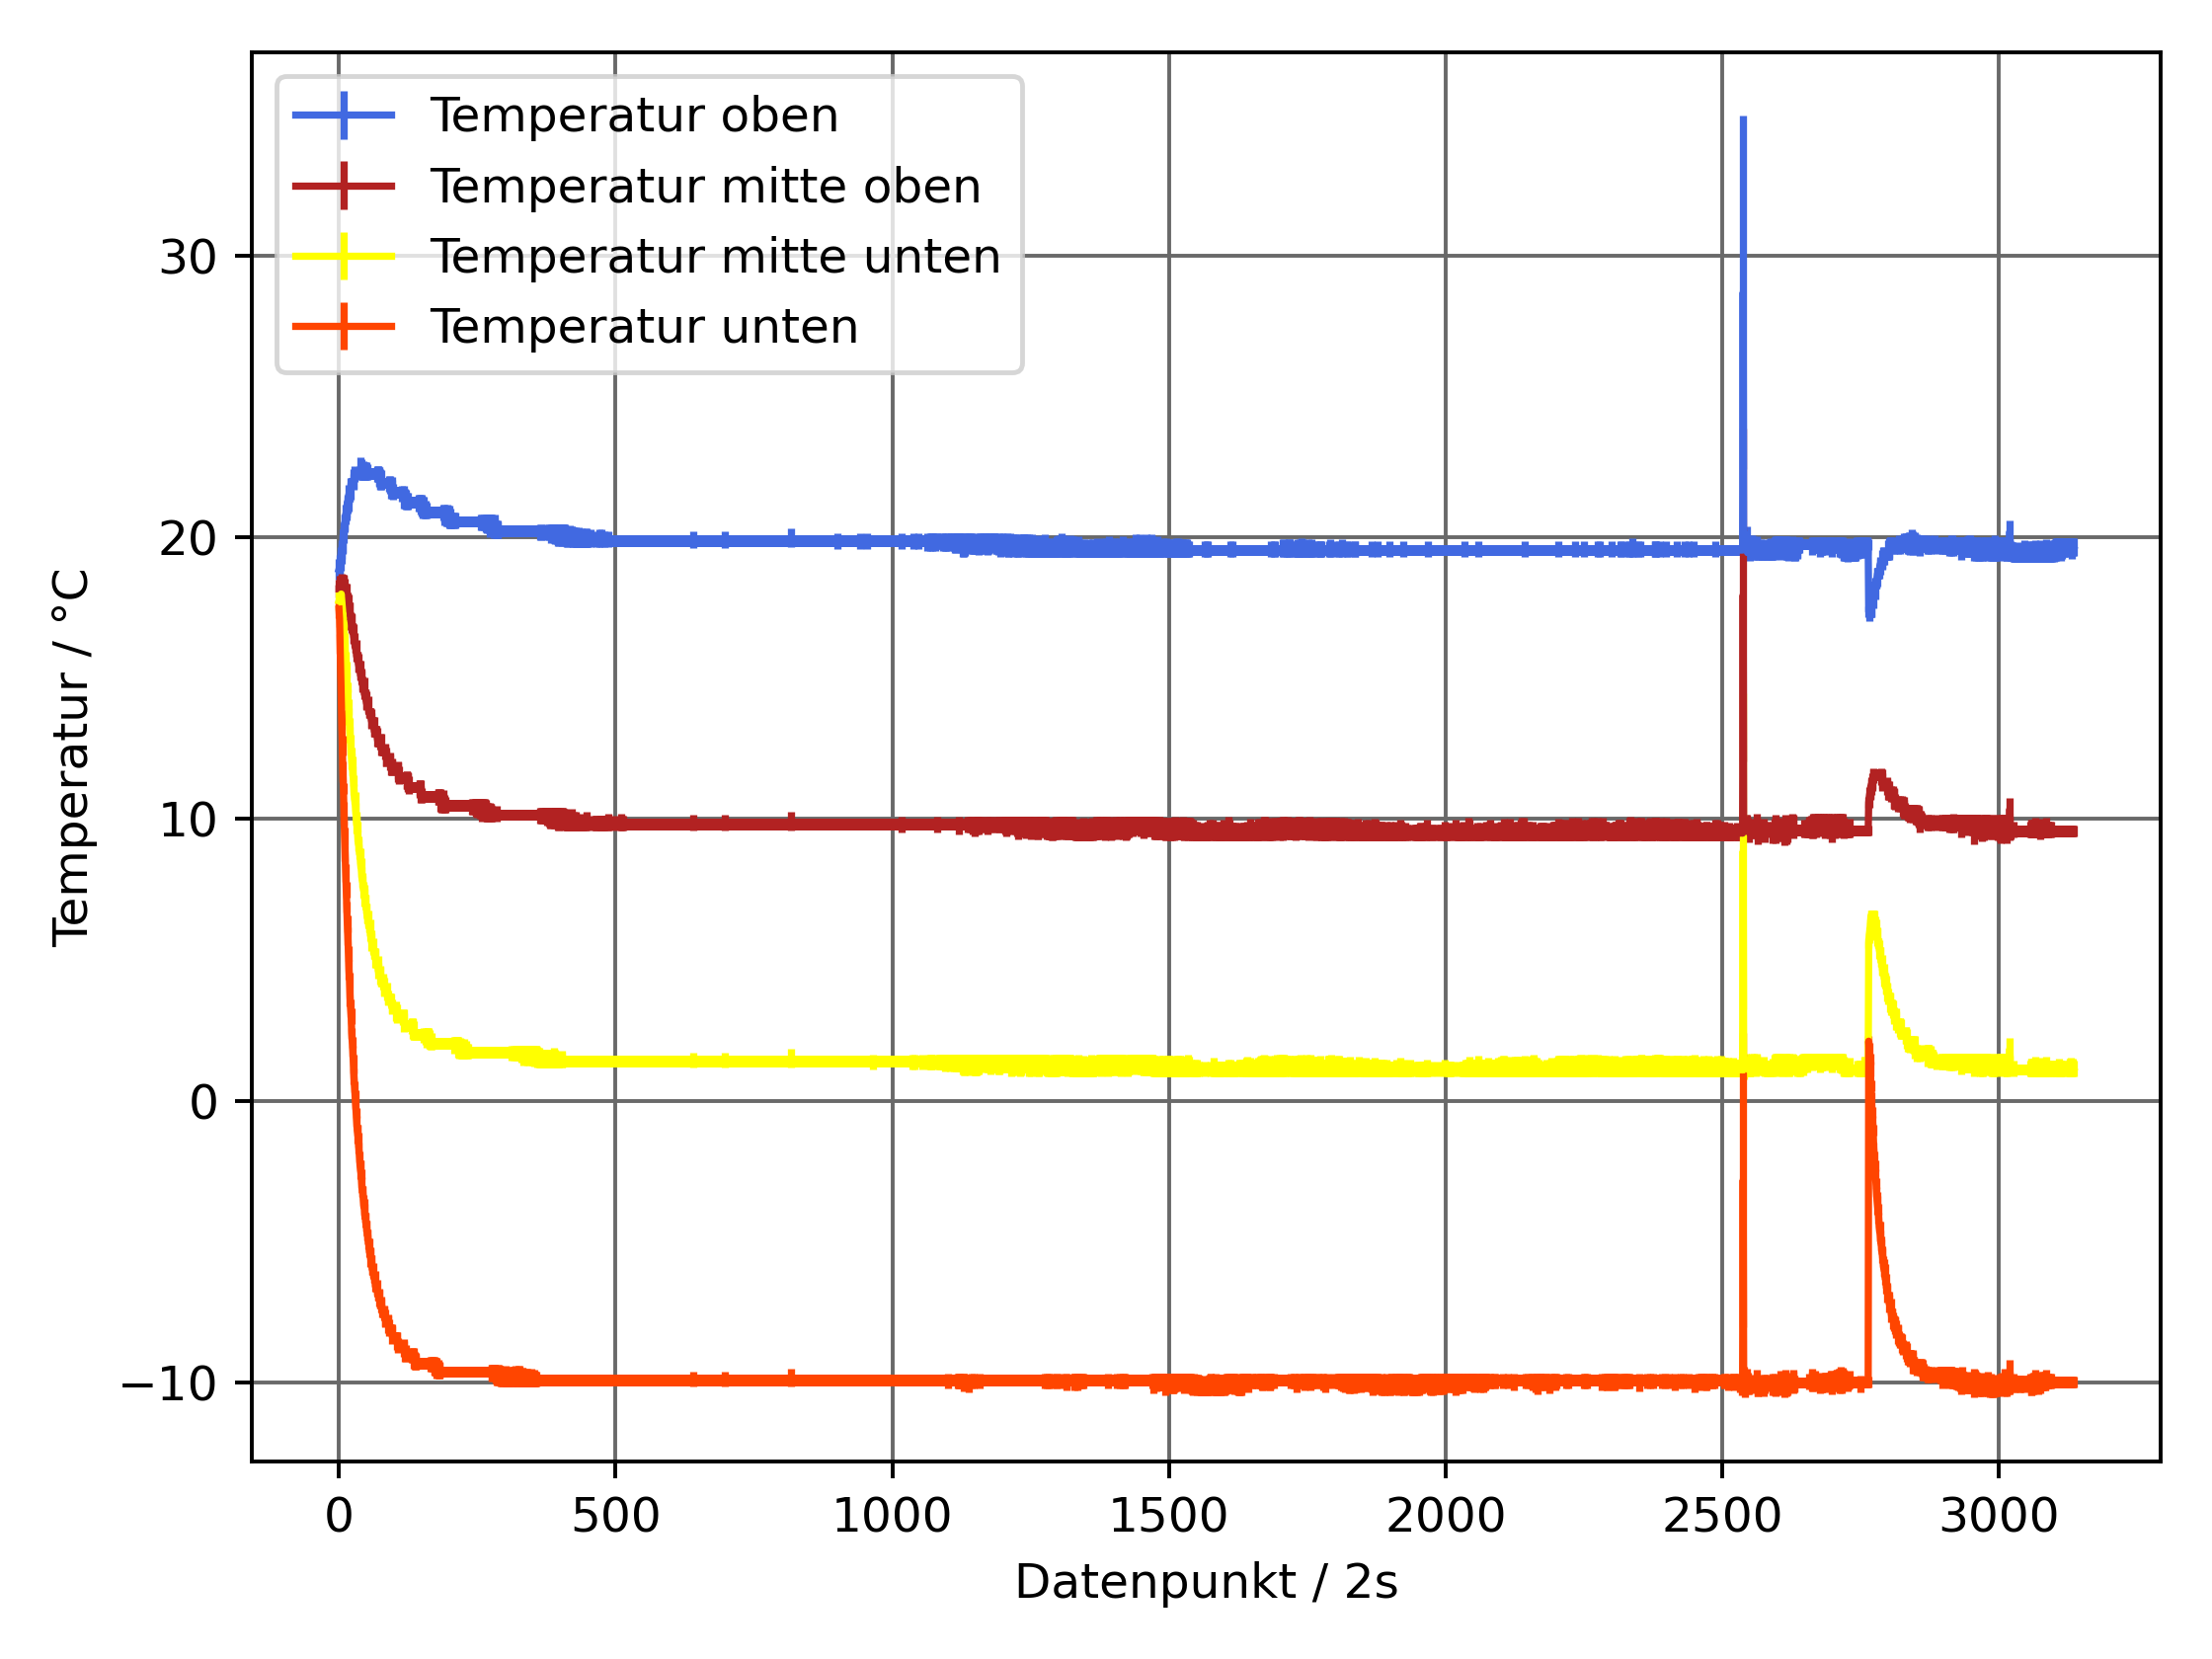 Temperatur oben
Temperatur mitte oben
Temperatur mitte unten
Temperatur unten
Temperatur / °C
30
20
10
0
−10
0 500 1000 1500 2000 2500 3000
Datenpunkt / 2s